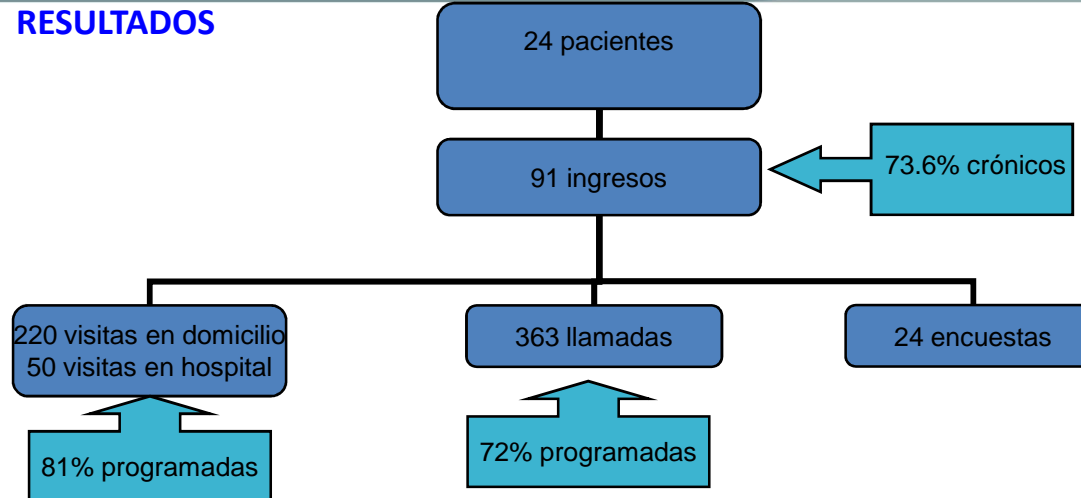 RESULTADOS
24 pacientes
91 ingresos
73.6% crónicos
220 visitas en domicilio
50 visitas en hospital
363 llamadas
24 encuestas
81% programadas
72% programadas